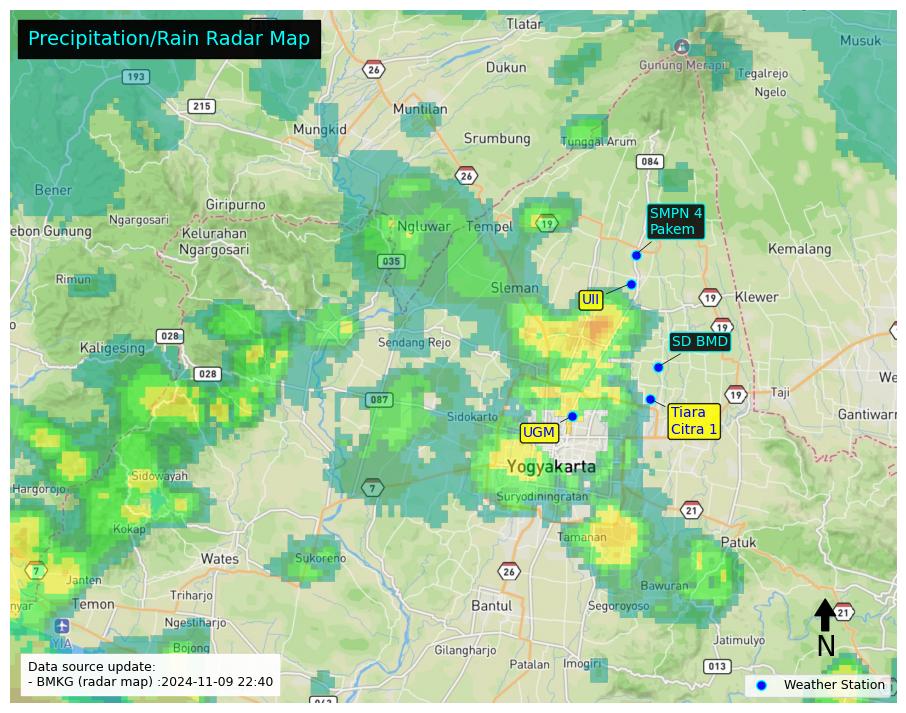 Precipitation/Rain Radar Map
Tlatar
Musuk
26
193
Dukun
Gunung Merapi
Tegalrejo
Ngelo
215
Muntilan
Mungkid
Srumbung
Tunggal Arum
084
26
Bener
Giripurno
SMPN 4
Pakem
Ngargosari
ebon Gunung
Kelurahan
Ngargosari
Ngluwar
Tempel
19
Kemalang
035
Rimun
Sleman
UII
19
Klewer
19
028
Kaligesing
Sendang Rejo
SD BMD
028
087
Sidokarto
19
Taji
We
Tiara
Citra 1
Gantiwarn
UGM
Yogyakarta
Sidowayah
Hargorojo
7
Suryodiningratan
21
Kokap
Tamanan
Patuk
Wates
Sukoreno
7
Janten
26
Bawuran
Triharjo
nyar
Temon
Bantul
Segoroyoso
21
Ngestiharjo
YIA
N
Bojong
Gilangharjo
Jatimulyo
Patalan
Imogiri
013
Data source update:
- BMKG (radar map) :2024-11-09 22:40
Weather Station